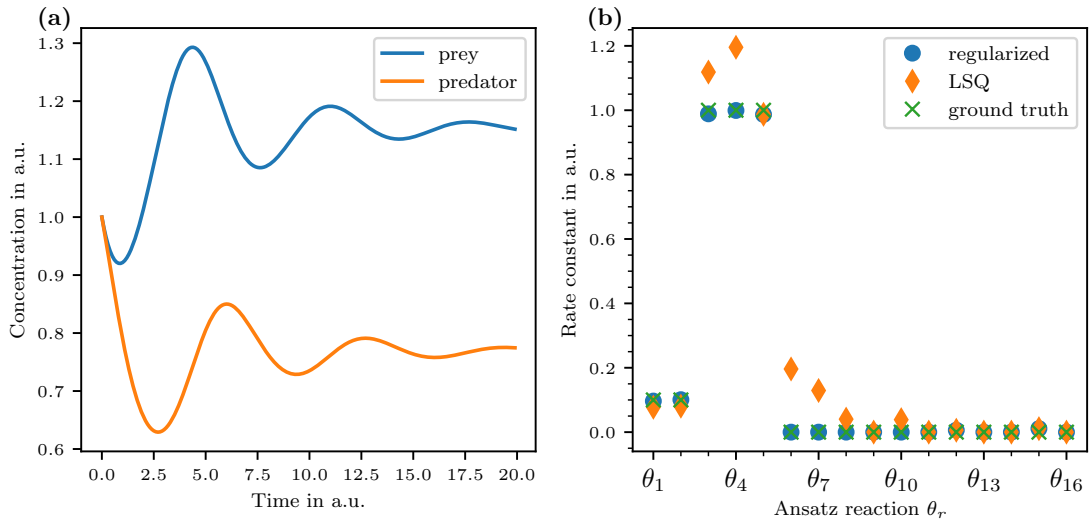 (a)
1.3
1.2
1.1
1.0
0.9
0.8
0.7
0.6
Concentration in a.u.
prey
predator
0.0 2.5 5.0 7.5 10.0 12.5 15.0 17.5 20.0
Time in a.u.
(b)
1.2
1.0
0.8
0.6
0.4
0.2
0.0
Rate constant in a.u.
regularized
LSQ
ground truth
θ₁ θ₄ θ₇ θ₁₀ θ₁₃ θ₁₆
Ansatz reaction θᵣ